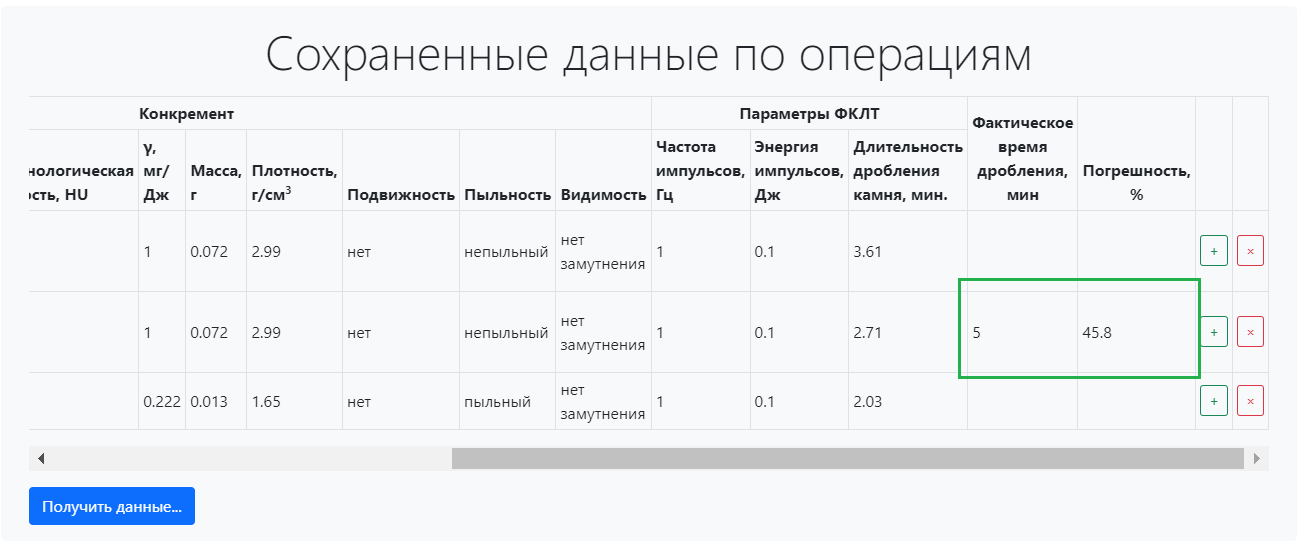 Сохраненные данные по операциям
Конкремент Параметры ФКЛТ
нологическая
ость, HU
γ,
мг/
Дж
Масса,
г
Плотность,
г/см³
Подвижность
Пыльность
Видимость
Частота
импульсов,
Гц
Энергия
импульсов,
Дж
Длительность
дробления
камня, мин.
Фактическое
время
дробления,
мин
Погрешность,
%
1 0.072 2.99 нет непыльный
нет
замутнения
1 0.1 3.61 + ×
1 0.072 2.99 нет непыльный
нет
замутнения
1 0.1 2.71 5 45.8 + ×
0.222 0.013 1.65 нет пыльный
нет
замутнения
1 0.1 2.03 + ×
Получить данные...